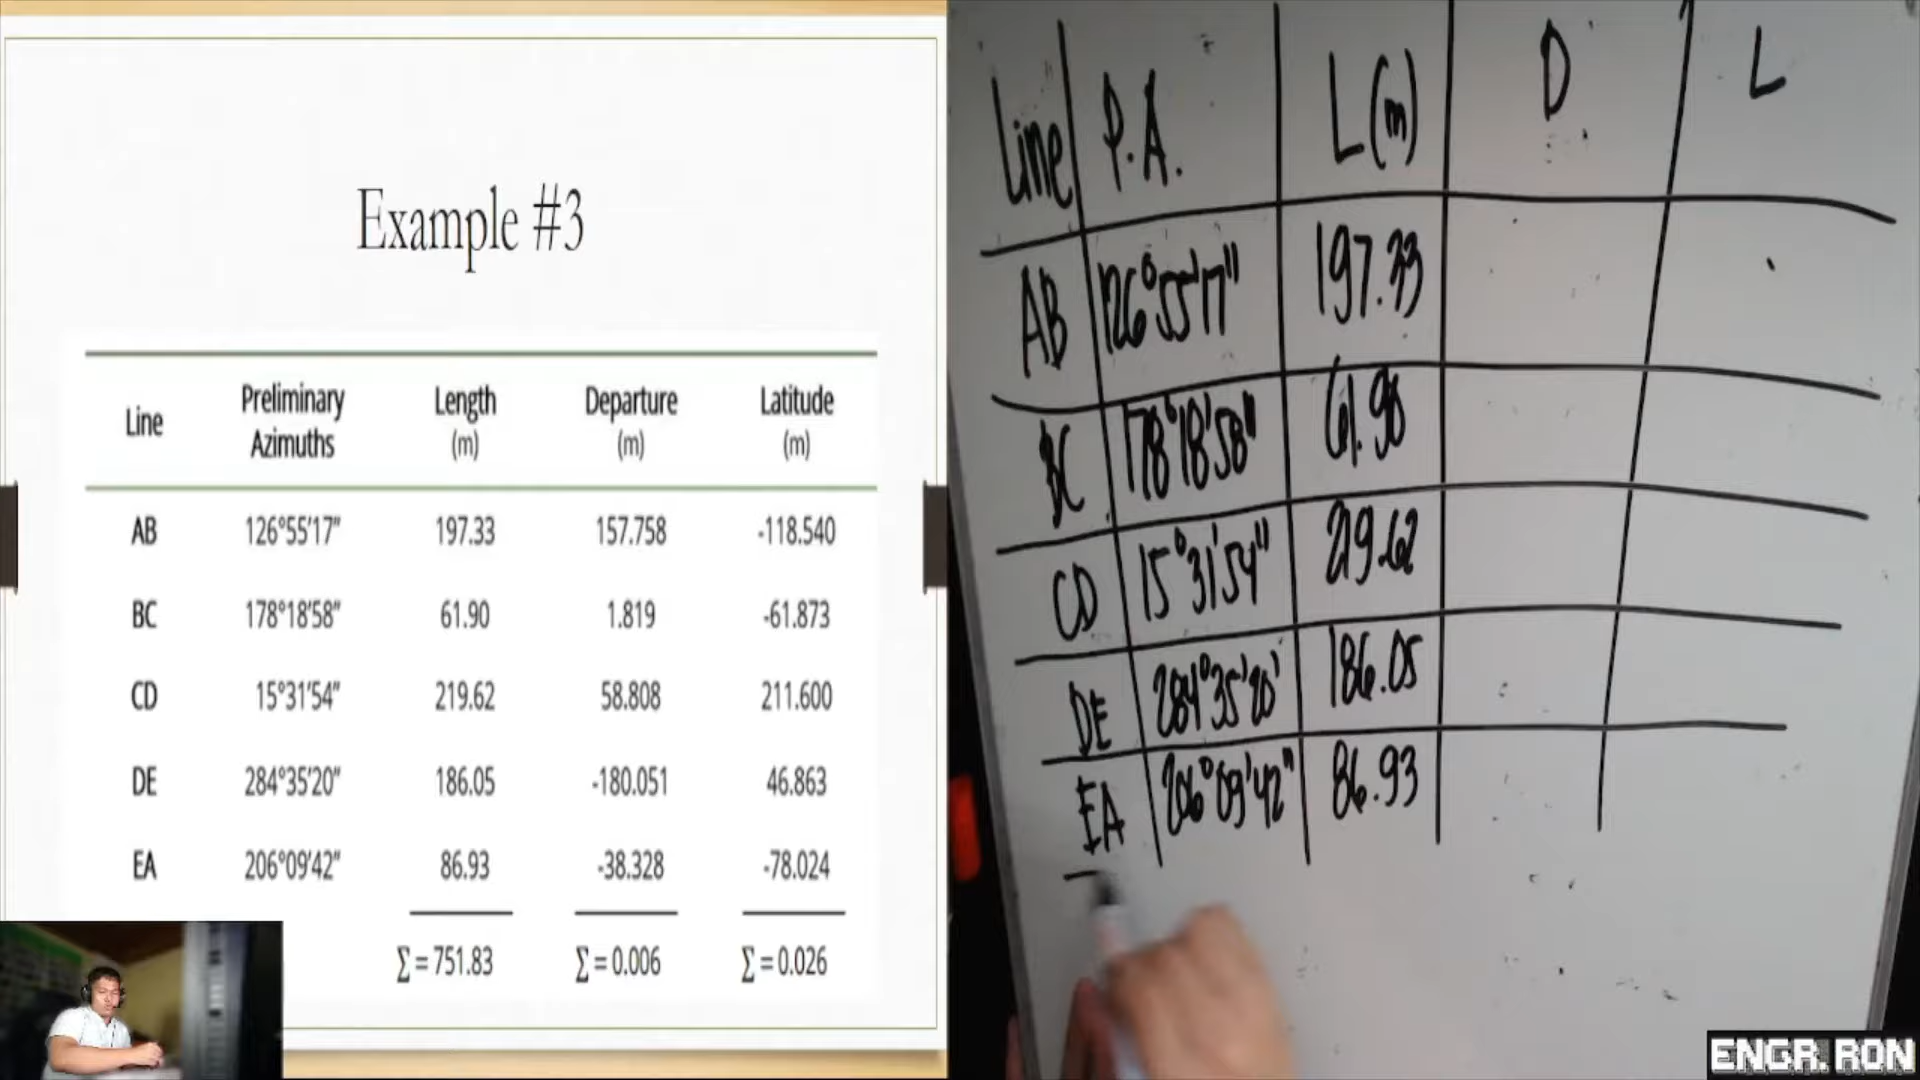 Example #3
Line Preliminary Azimuths Length (m) Departure (m) Latitude (m)
AB 126°55'17" 197.33 157.758 -118.540
BC 178°18'58" 61.90 1.819 -61.873
CD 15°31'54" 219.62 58.808 211.600
DE 284°35'20" 186.05 -180.051 46.863
EA 206°09'42" 86.93 -38.328 -78.024
∑ = 751.83 ∑ = 0.006 ∑ = 0.026
Line P.A. L(m) D L
AB 126°55'17" 197.33
BC 178°18'58" 61.90
CD 15°31'54" 219.62
DE 284°35'20' 186.05
EA 206°09'42" 86.93
ENGR. RON